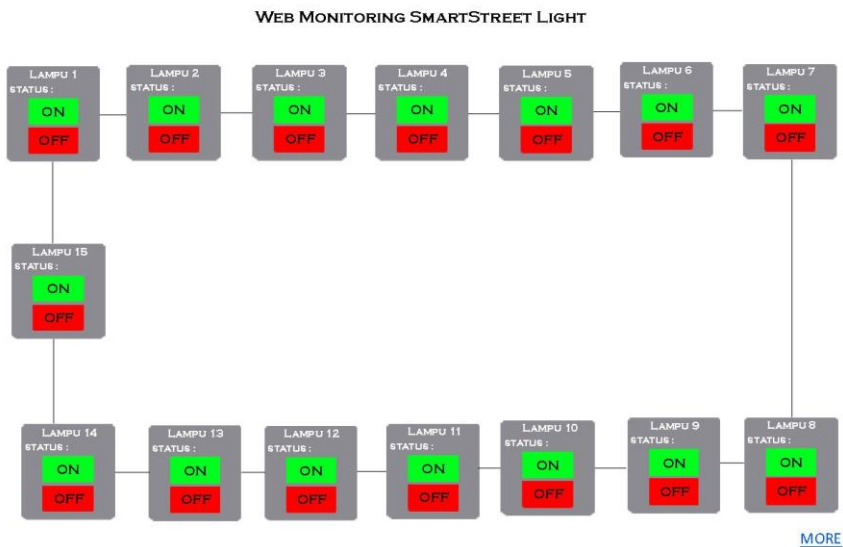 WEB MONITORING SMARTSTREET LIGHT
LAMPU 1
STATUS :
ON
OFF
LAMPU 2
STATUS :
ON
OFF
LAMPU 3
STATUS :
ON
OFF
LAMPU 4
STATUS :
ON
OFF
LAMPU 5
STATUS :
ON
OFF
LAMPU 6
STATUS :
ON
OFF
LAMPU 7
STATUS :
ON
OFF
LAMPU 15
STATUS :
ON
OFF
LAMPU 14
STATUS :
ON
OFF
LAMPU 13
STATUS :
ON
OFF
LAMPU 12
STATUS :
ON
OFF
LAMPU 11
STATUS :
ON
OFF
LAMPU 10
STATUS :
ON
OFF
LAMPU 9
STATUS :
ON
OFF
LAMPU 8
STATUS :
ON
OFF
MORE